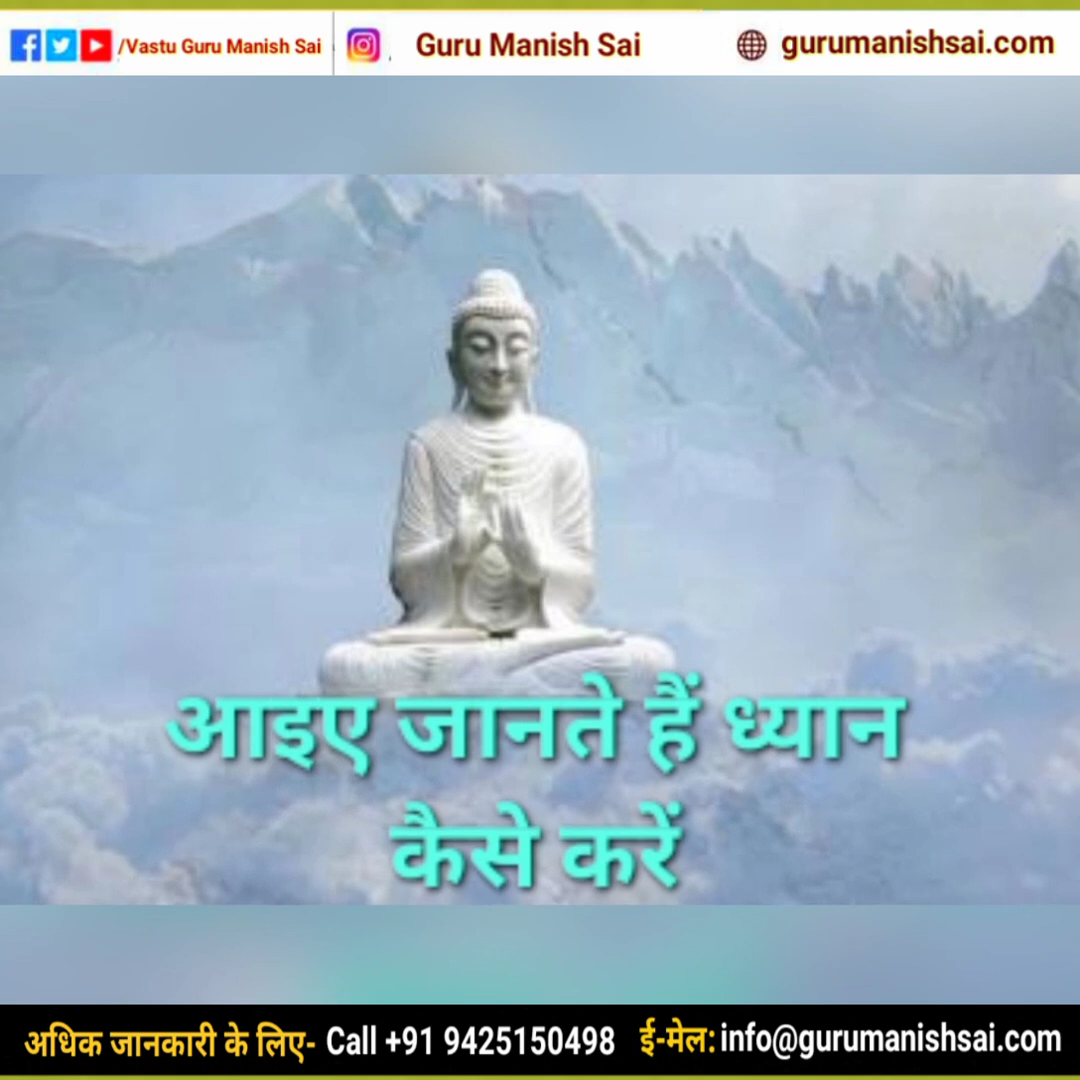 /Vastu Guru Manish Sai
Guru Manish Sai
gurumanishsai.com
आइए जानते हैं ध्यान
कैसे करें
अधिक जानकारी के लिए- Call +91 9425150498 ई-मेल: info@gurumanishsai.com